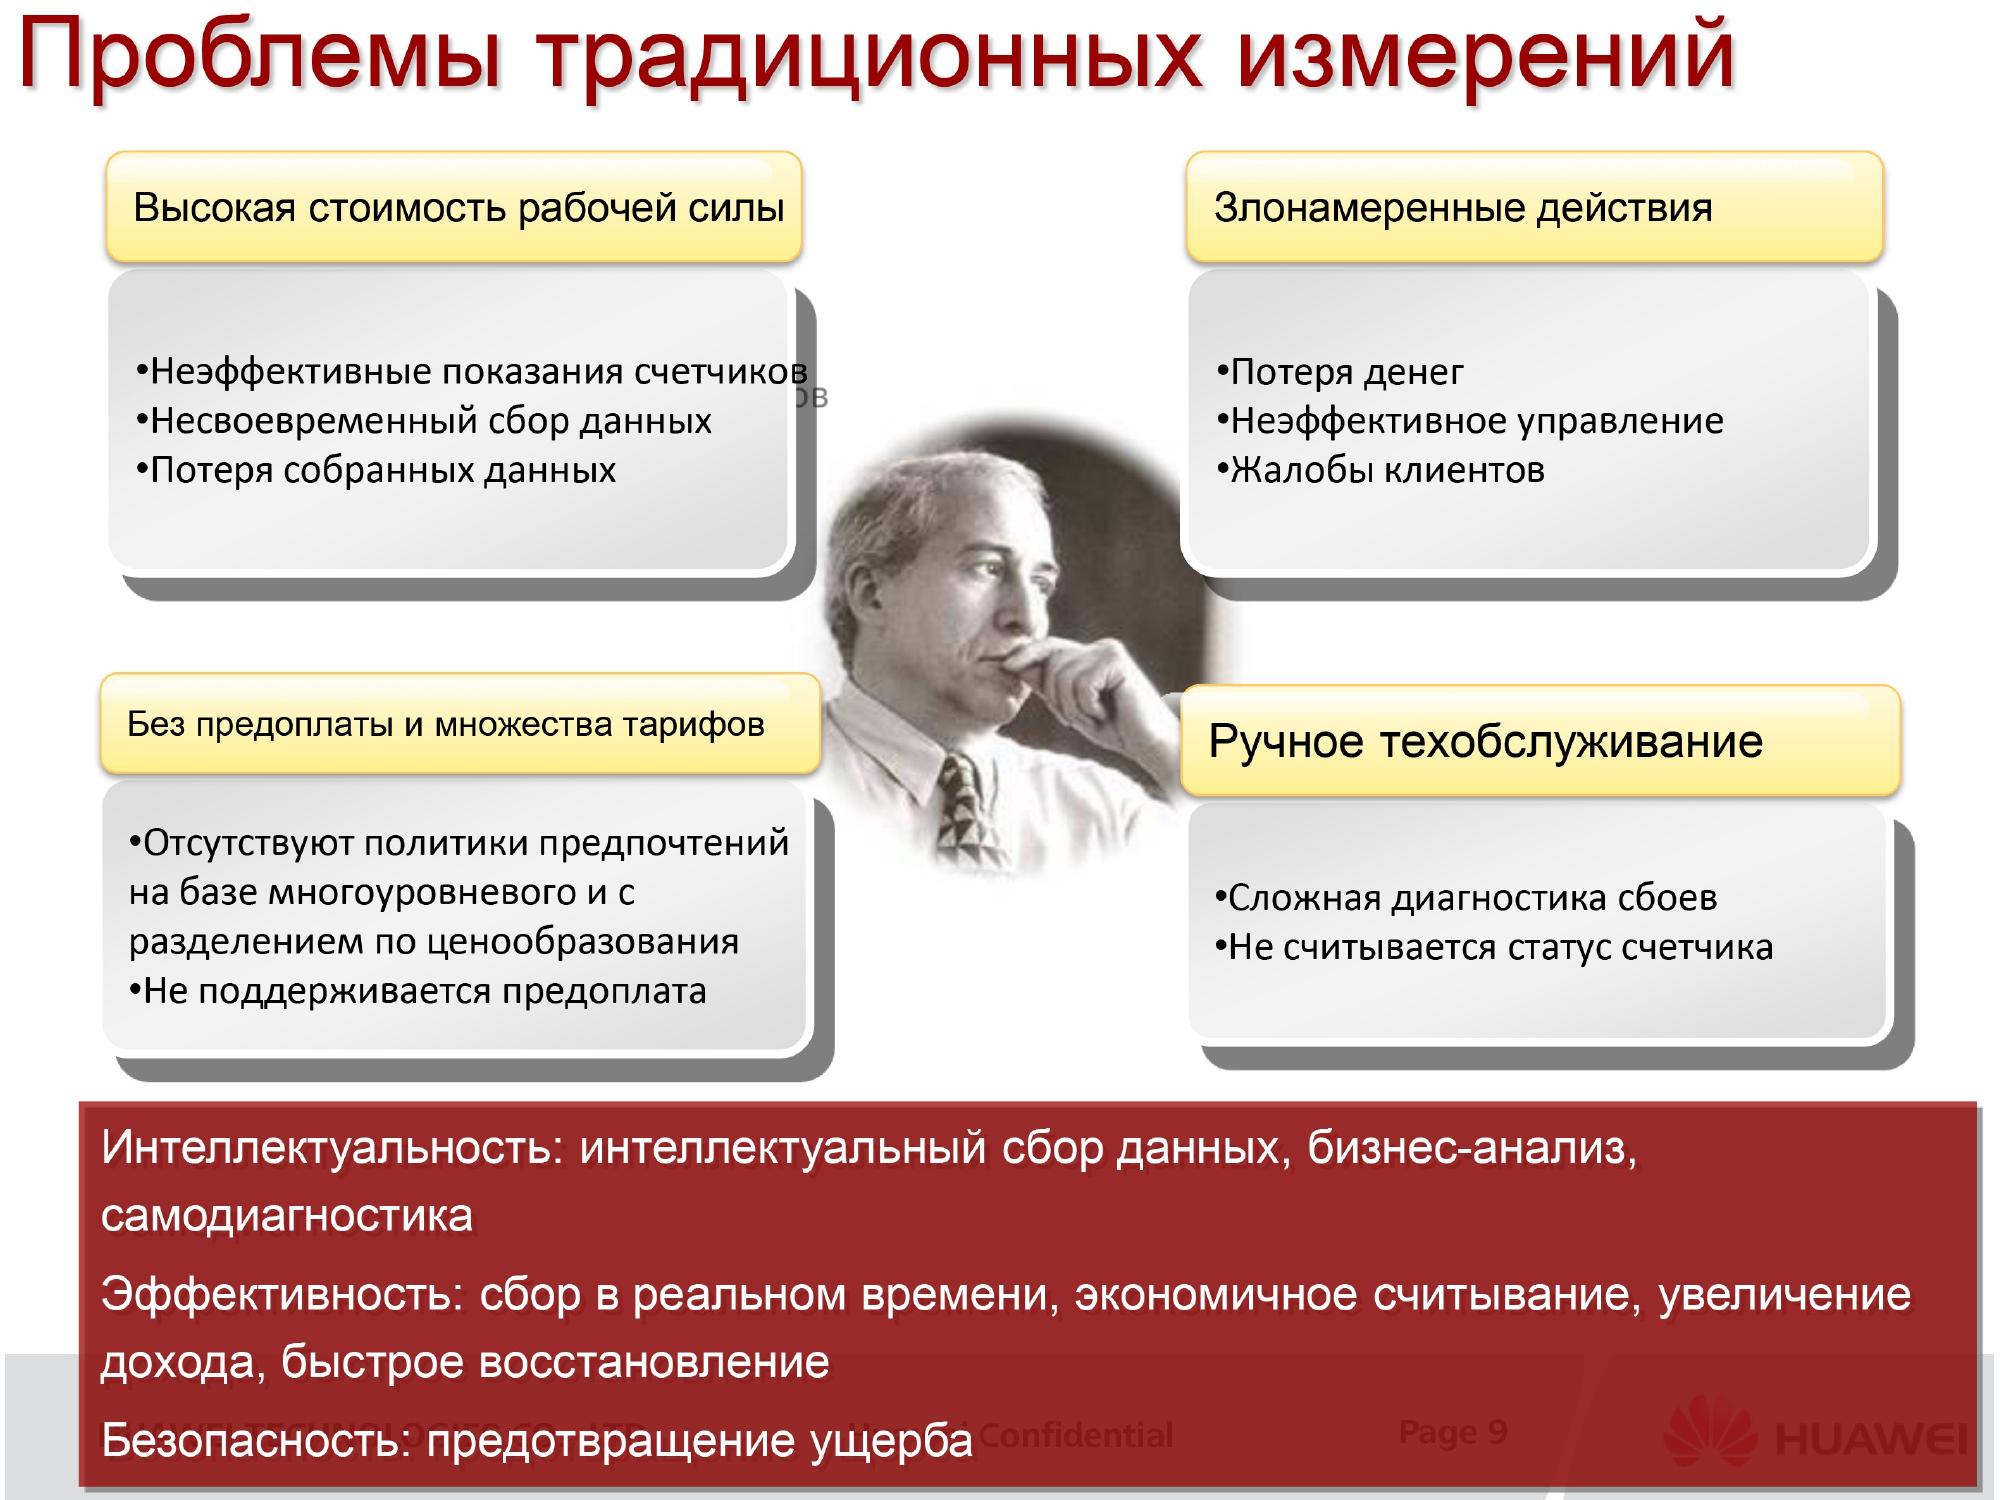 Проблемы традиционных измерений
Высокая стоимость рабочей силы
•Неэффективные показания счетчиков
ов
•Несвоевременный сбор данных
•Потеря собранных данных
Злонамеренные действия
•Потеря денег
•Неэффективное управление
•Жалобы клиентов
Без предоплаты и множества тарифов
•Отсутствуют политики предпочтений
на базе многоуровневого и с
разделением по ценообразования
•Не поддерживается предоплата
Ручное техобслуживание
•Сложная диагностика сбоев
•Не считывается статус счетчика
Интеллектуальность: интеллектуальный сбор данных, бизнес-анализ,
самодиагностика
Эффективность: сбор в реальном времени, экономичное считывание, увеличение
дохода, быстрое восстановление
Безопасность: предотвращение ущерба
Confidential
Page 9
HUAWEI